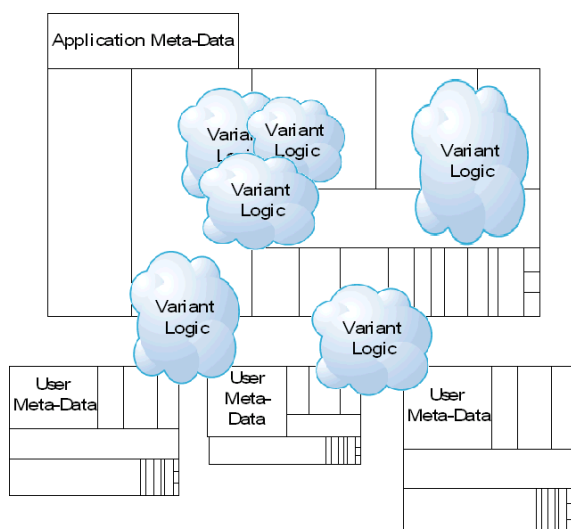 Application Meta-Data
Variant
Logic
Variant
Logic
Variant
Logic
Variant
Logic
Variant
Logic
Variant
Logic
User
Meta-Data
User
Meta-
Data
User
Meta-Data